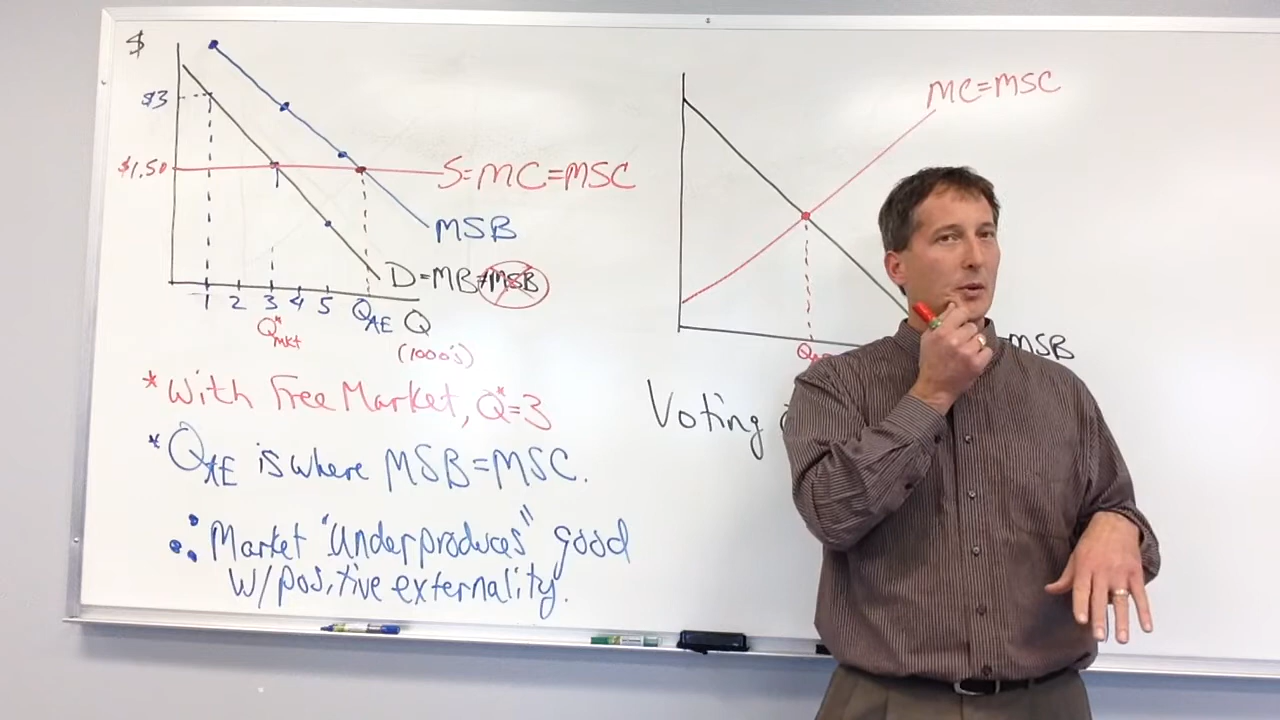 $
$3
$1.50
S=MC=MSC
MSB
D=MB≠MSB
1 2 3 4 5 Q_AE Q
Q*mkt
(1000's)
* With Free Market, Q*=3
* Q_AE is where MSB=MSC.
∴ Market "Underproduces" good
w/positive externality.
MC=MSC
MSB
Voting